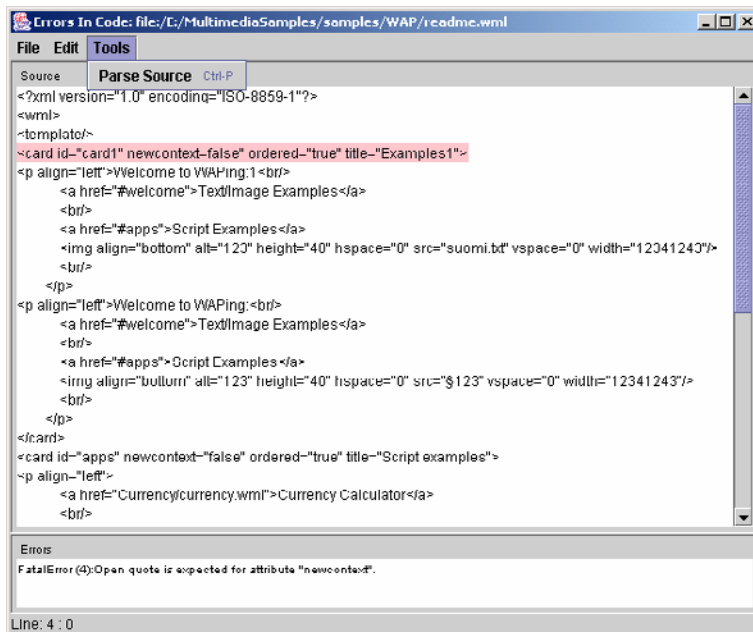 Errors In Code: file:/E:/MultimediaSamples/samples/WAP/readme.wml
File Edit Tools
Source Parse Source Ctrl-P
<?xml version="1.0" encoding="ISO-8859-1"?>
<wml>
<template/>
<card id="card1" newcontext=false" ordered="true" title="Examples1">
<p align="left">Welcome to WAPing:1<br/>
<a href="#welcome">Text/Image Examples</a>
<br/>
<a href="#apps">Script Examples</a>
<img align="bottom" alt="123" height="40" hspace="0" src="suomi.txt" vspace="0" width="12341243"/>
<br/>
</p>
<p align="left">Welcome to WAPing:<br/>
<a href="#welcome">Text/Image Examples</a>
<br/>
<a href="#apps">Script Examples</a>
<img align="bottom" alt="123" height="40" hspace="0" src="§123" vspace="0" width="12341243"/>
<br/>
</p>
</card>
<card id="apps" newcontext="false" ordered="true" title="Script examples">
<p align="left">
<a href="Currency/currency.wml">Currency Calculator</a>
<br/>
Errors
FatalError(4):Open quote is expected for attribute "newcontext".
Line: 4 : 0